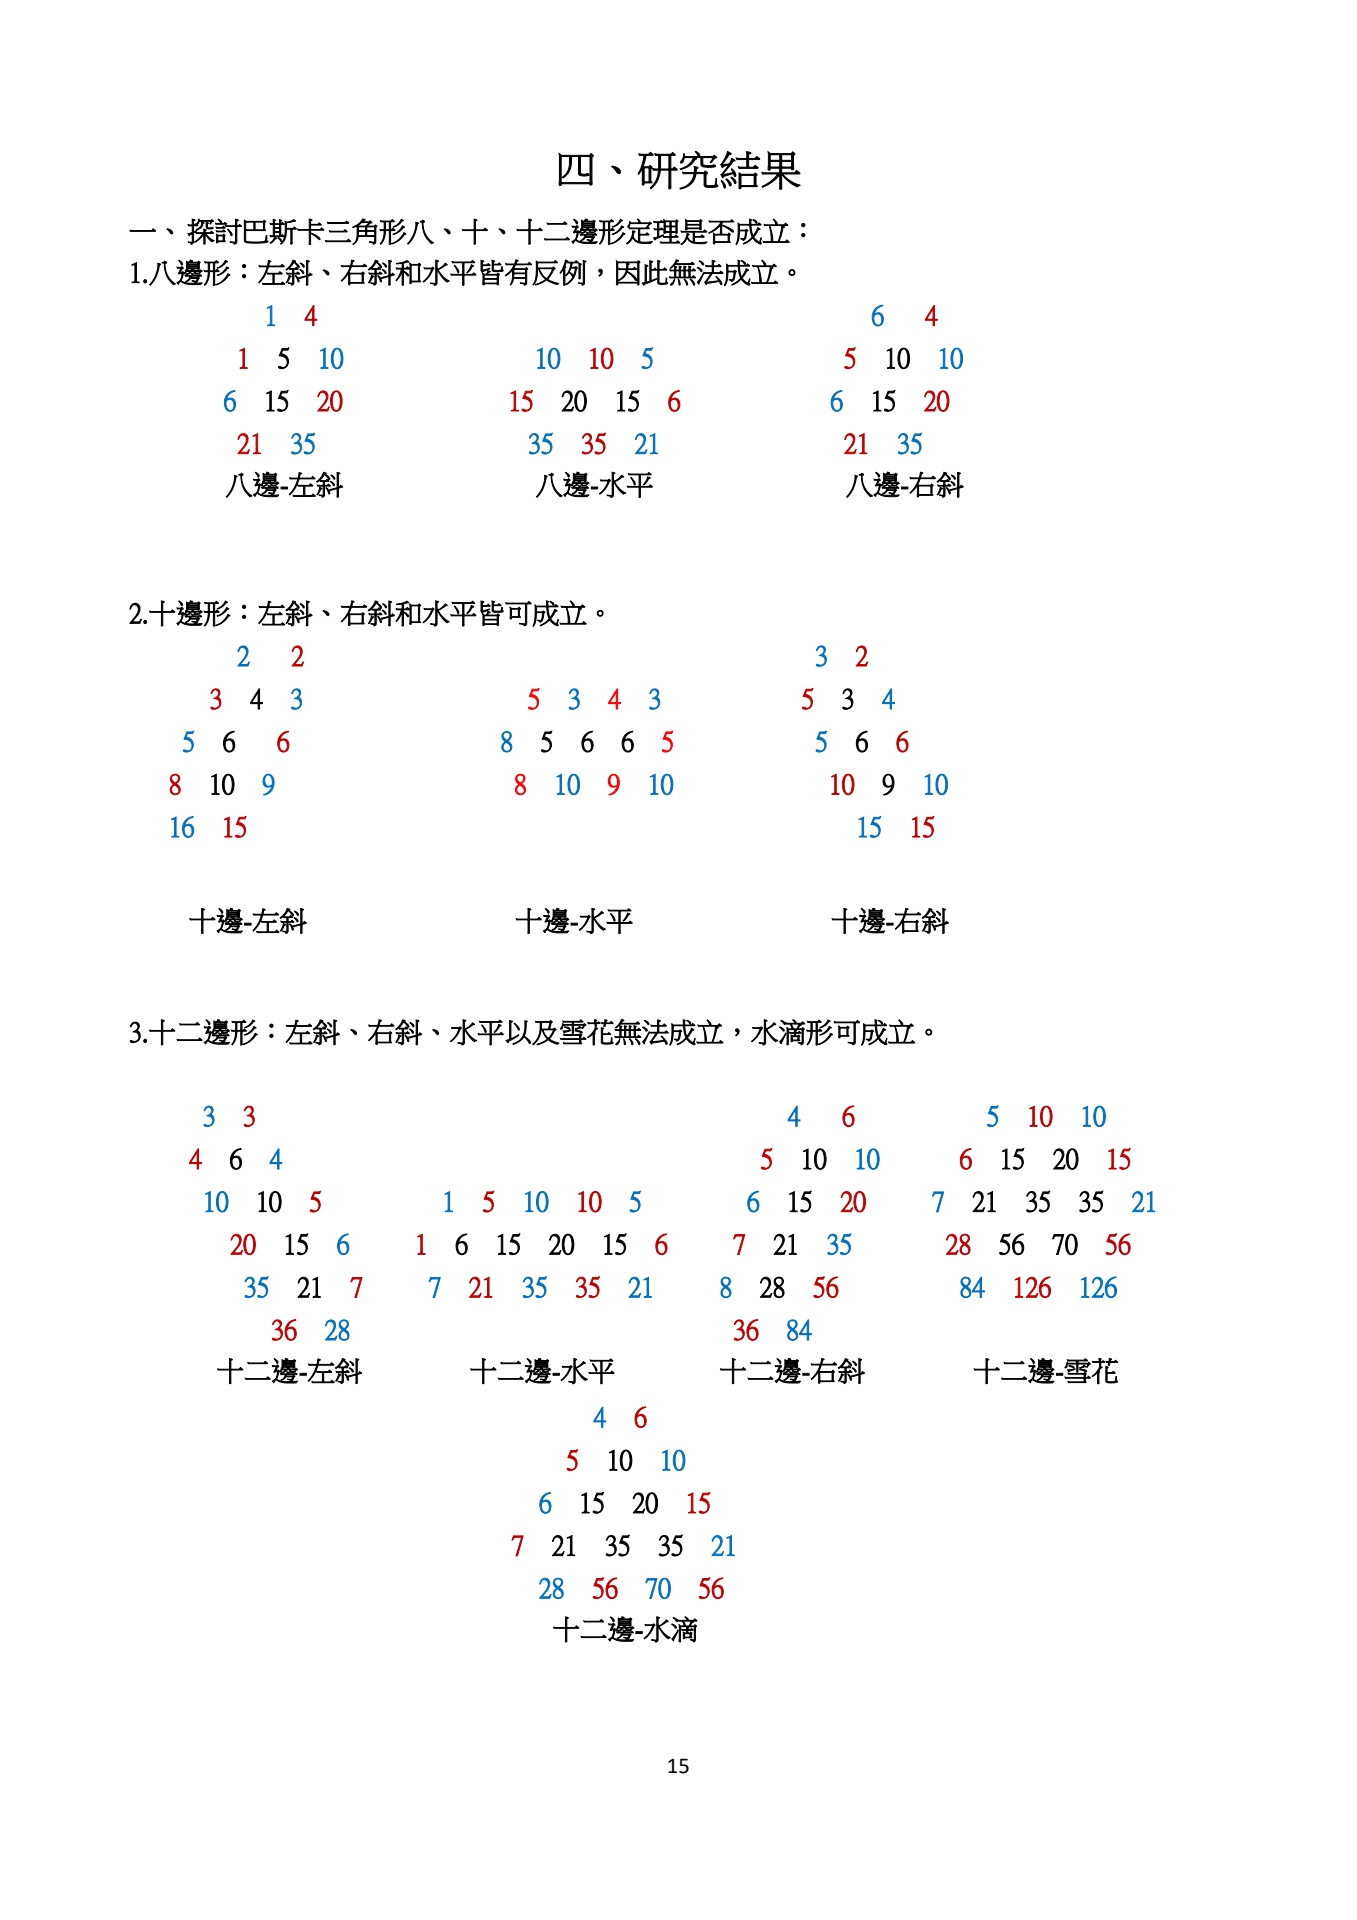 四、研究結果
一、 探討巴斯卡三角形八、十、十二邊形定理是否成立：
1.八邊形：左斜、右斜和水平皆有反例，因此無法成立。
1 4 6 4
1 5 10 10 10 5 5 10 10
6 15 20 15 20 15 6 6 15 20
21 35 35 35 21 21 35
八邊-左斜 八邊-水平 八邊-右斜
2.十邊形：左斜、右斜和水平皆可成立。
2 2 3 2
3 4 3 5 3 4 3 5 3 4
5 6 6 8 5 6 6 5 5 6 6
8 10 9 8 10 9 10 10 9 10
16 15 15 15
十邊-左斜 十邊-水平 十邊-右斜
3.十二邊形：左斜、右斜、水平以及雪花無法成立，水滴形可成立。
3 3 4 6 5 10 10
4 6 4 5 10 10 6 15 20 15
10 10 5 1 5 10 10 5 6 15 20 7 21 35 35 21
20 15 6 1 6 15 20 15 6 7 21 35 28 56 70 56
35 21 7 7 21 35 35 21 8 28 56 84 126 126
36 28 36 84
十二邊-左斜 十二邊-水平 十二邊-右斜 十二邊-雪花
4 6
5 10 10
6 15 20 15
7 21 35 35 21
28 56 70 56
十二邊-水滴
15